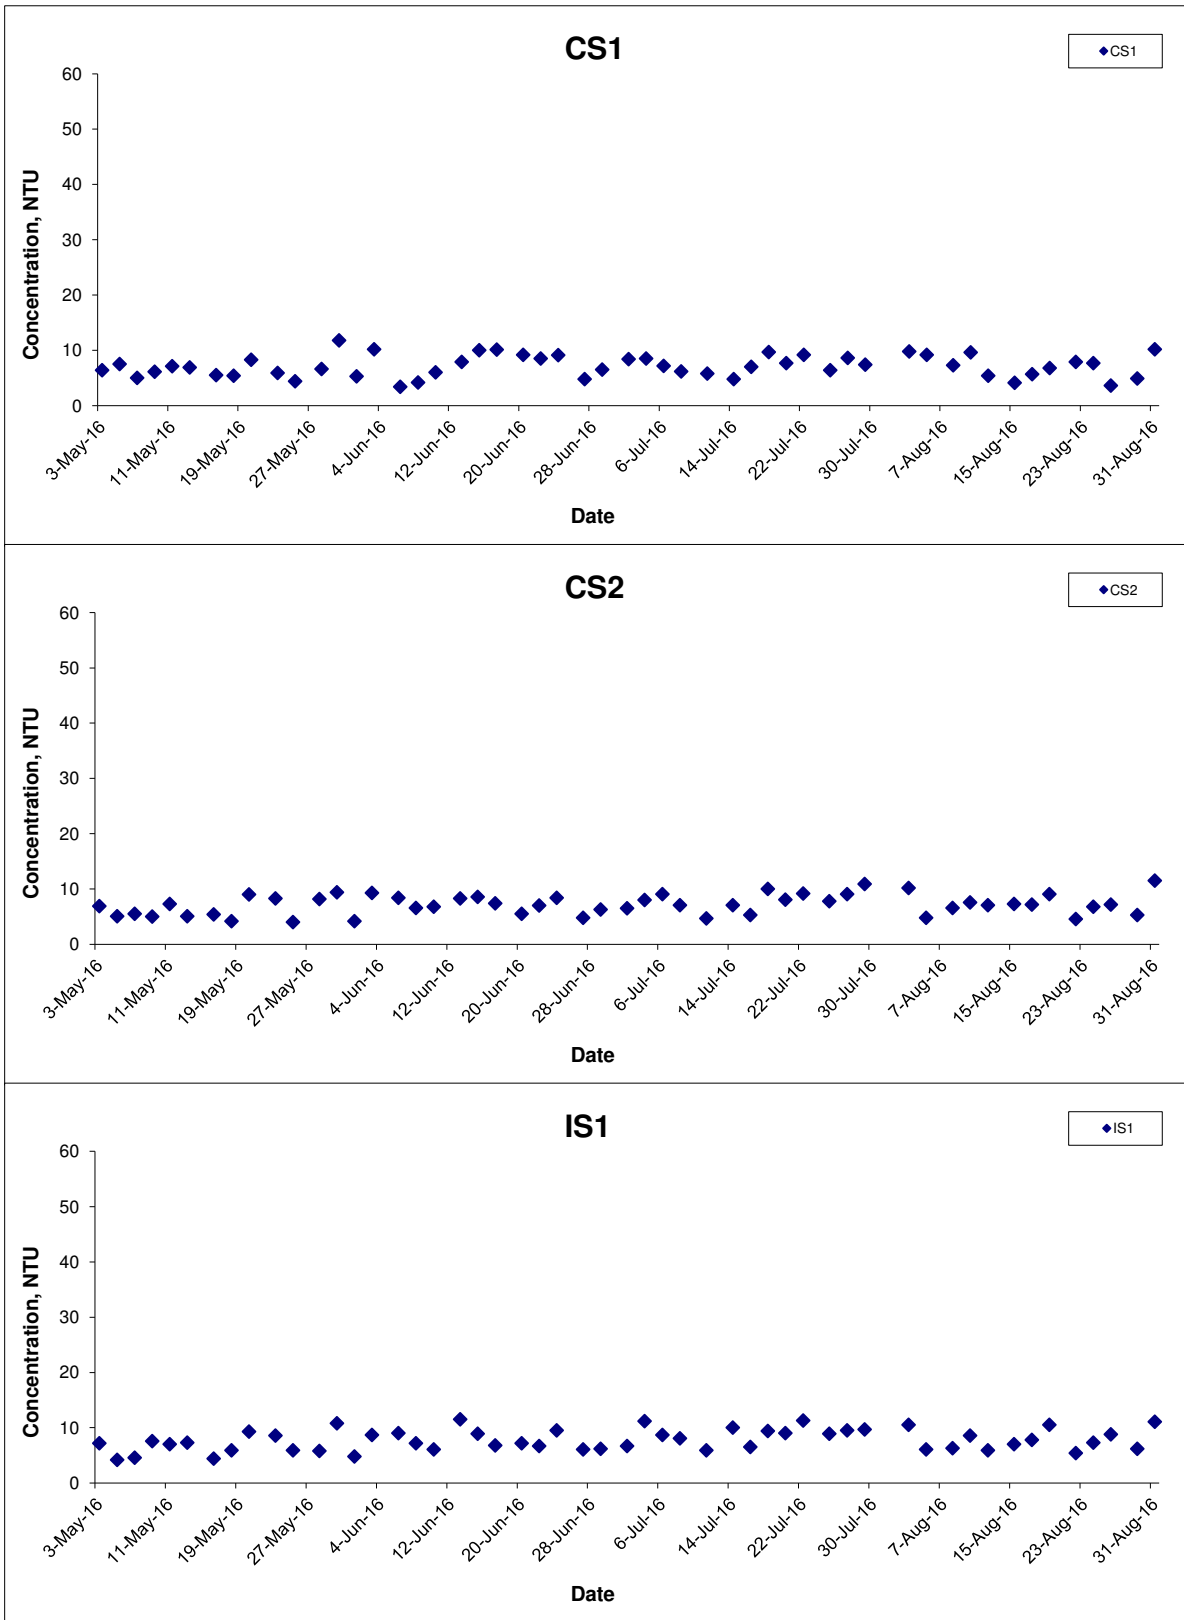 CS1
CS1
60
50
40
30
20
10
0
Concentration, NTU
3-May-16
11-May-16
19-May-16
27-May-16
4-Jun-16
12-Jun-16
20-Jun-16
28-Jun-16
6-Jul-16
14-Jul-16
22-Jul-16
30-Jul-16
7-Aug-16
15-Aug-16
23-Aug-16
31-Aug-16
Date
CS2
CS2
60
50
40
30
20
10
0
Concentration, NTU
3-May-16
11-May-16
19-May-16
27-May-16
4-Jun-16
12-Jun-16
20-Jun-16
28-Jun-16
6-Jul-16
14-Jul-16
22-Jul-16
30-Jul-16
7-Aug-16
15-Aug-16
23-Aug-16
31-Aug-16
Date
IS1
IS1
60
50
40
30
20
10
0
Concentration, NTU
3-May-16
11-May-16
19-May-16
27-May-16
4-Jun-16
12-Jun-16
20-Jun-16
28-Jun-16
6-Jul-16
14-Jul-16
22-Jul-16
30-Jul-16
7-Aug-16
15-Aug-16
23-Aug-16
31-Aug-16
Date